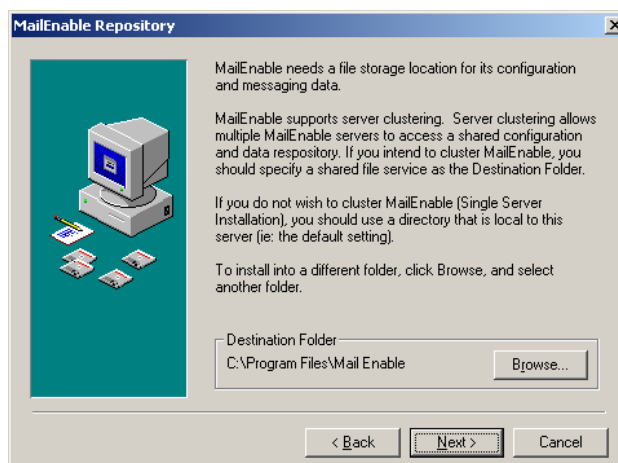 MailEnable Repository
MailEnable needs a file storage location for its configuration
and messaging data.
MailEnable supports server clustering. Server clustering allows
multiple MailEnable servers to access a shared configuration
and data respository. If you intend to cluster MailEnable, you
should specify a shared file service as the Destination Folder.
If you do not wish to cluster MailEnable (Single Server
Installation), you should use a directory that is local to this
server (ie: the default setting).
To install into a different folder, click Browse, and select
another folder.
Destination Folder
C:\Program Files\Mail Enable
Browse...
< Back
Next >
Cancel